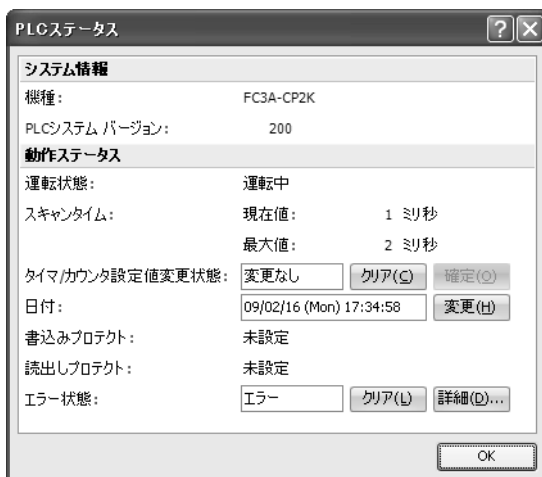 PLCステータス
システム情報
機種: FC3A-CP2K
PLCシステム バージョン: 200
動作ステータス
運転状態: 運転中
スキャンタイム: 現在値: 1 ミリ秒
最大値: 2 ミリ秒
タイマ/カウンタ設定値変更状態: 変更なし クリア(C) 確定(O)
日付: 09/02/16 (Mon) 17:34:58 変更(H)
書込みプロテクト: 未設定
読出しプロテクト: 未設定
エラー状態: エラー クリア(L) 詳細(D)...
OK